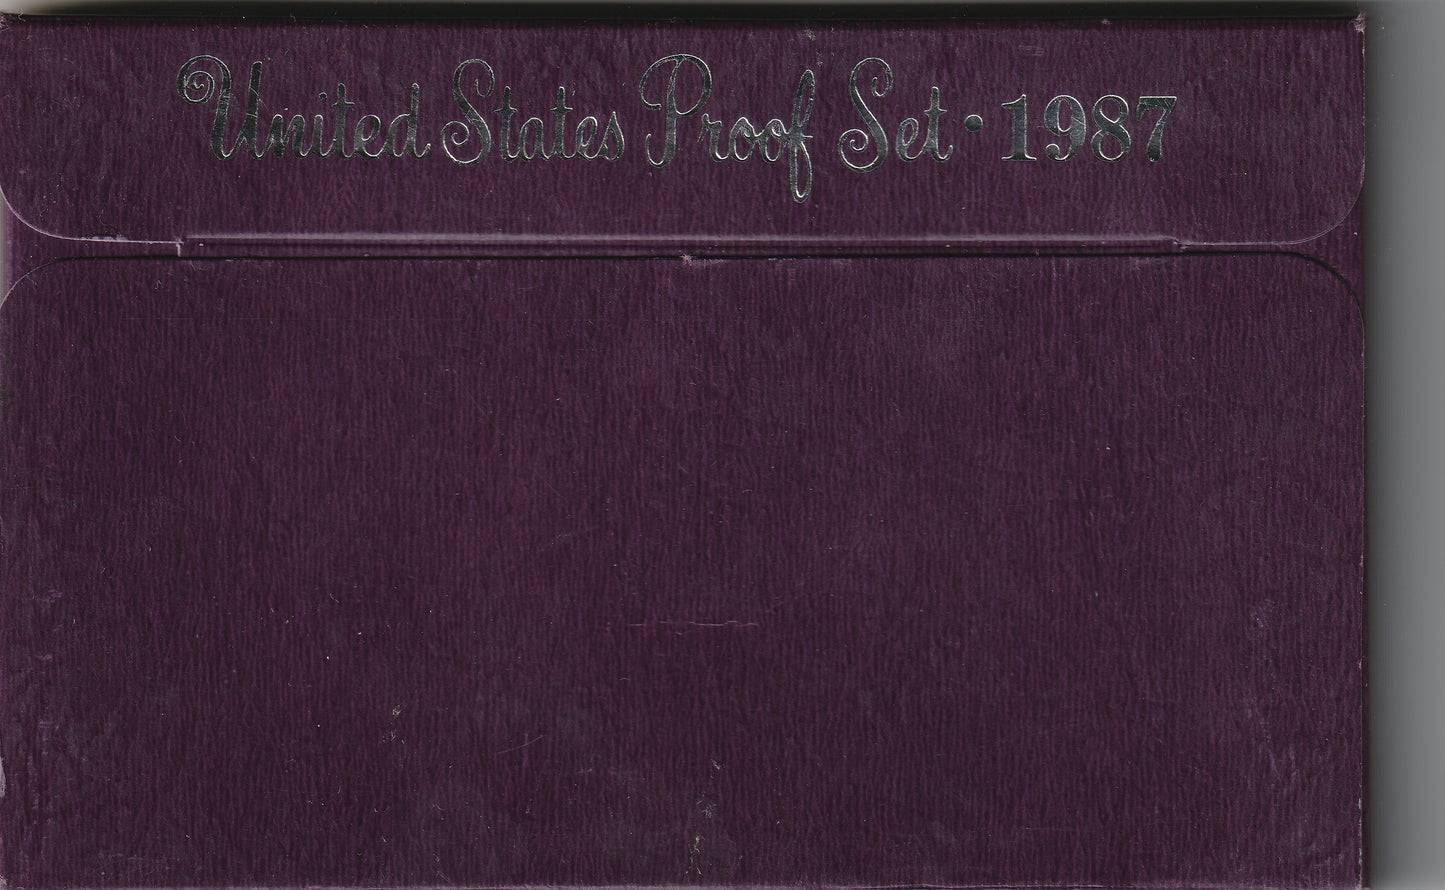 United States Proof Set · 1987